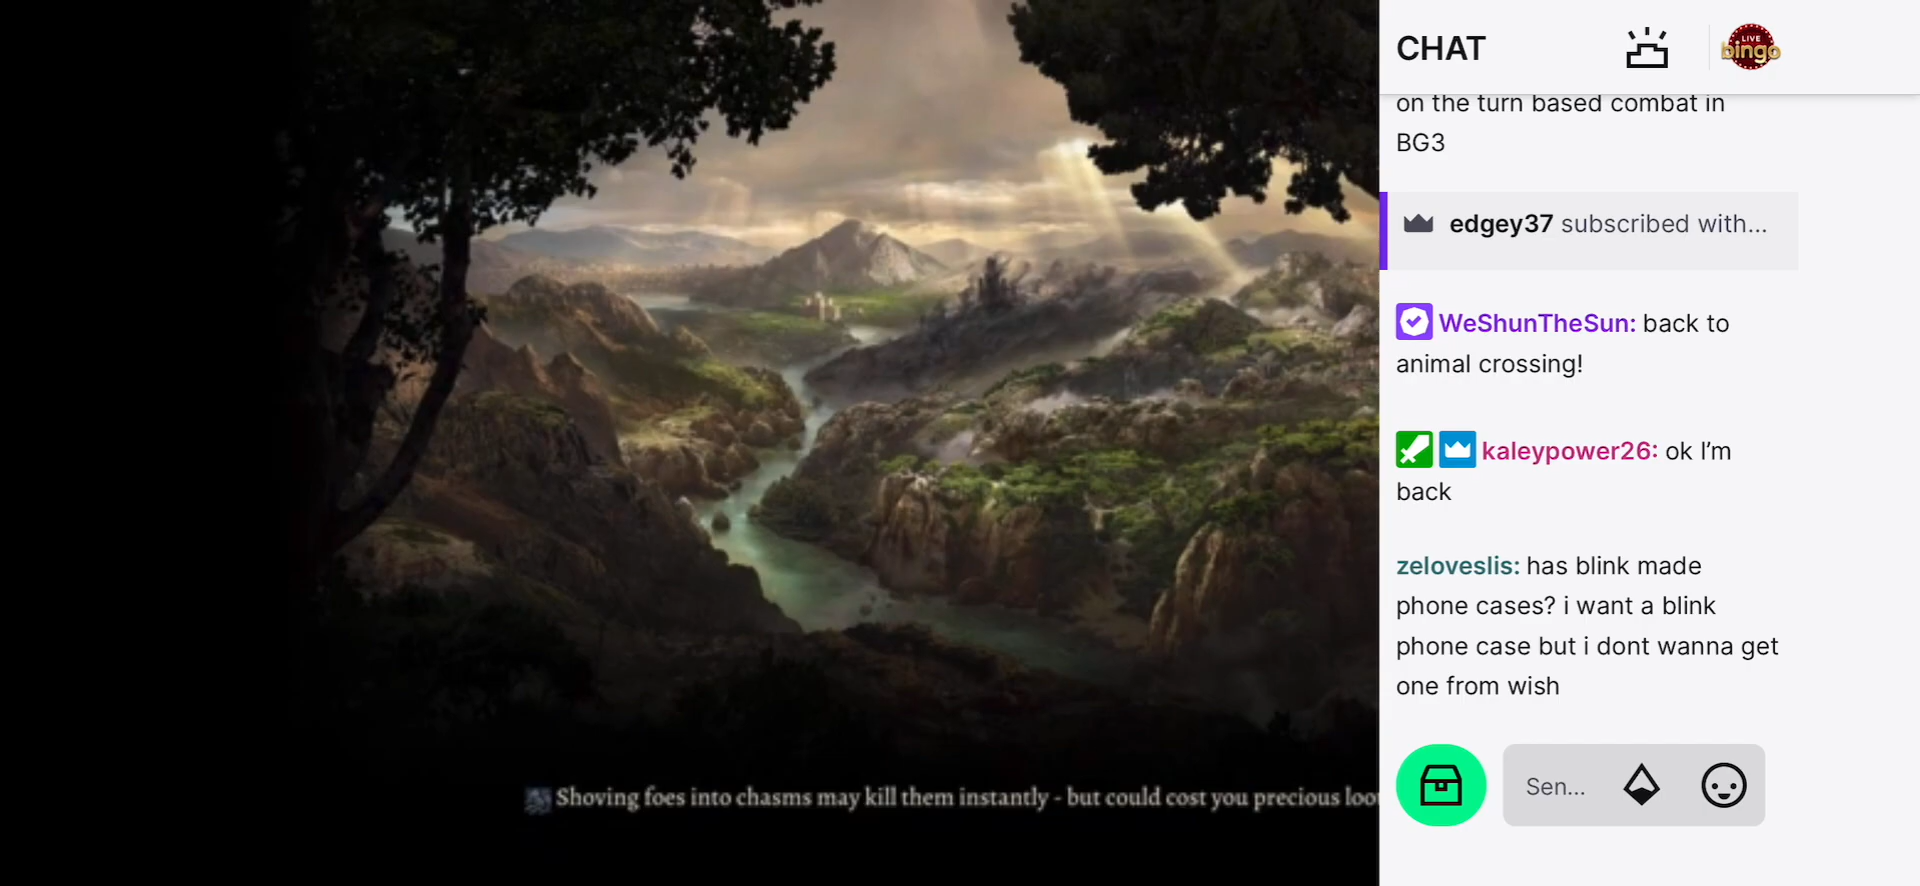 CHAT
LIVE
bingo
on the turn based combat in
BG3
edgey37 subscribed with...
WeShunTheSun: back to
animal crossing!
kaleypower26: ok I’m
back
zeloveslis: has blink made
phone cases? i want a blink
phone case but i dont wanna get
one from wish
Shoving foes into chasms may kill them instantly - but could cost you precious loot
Sen...